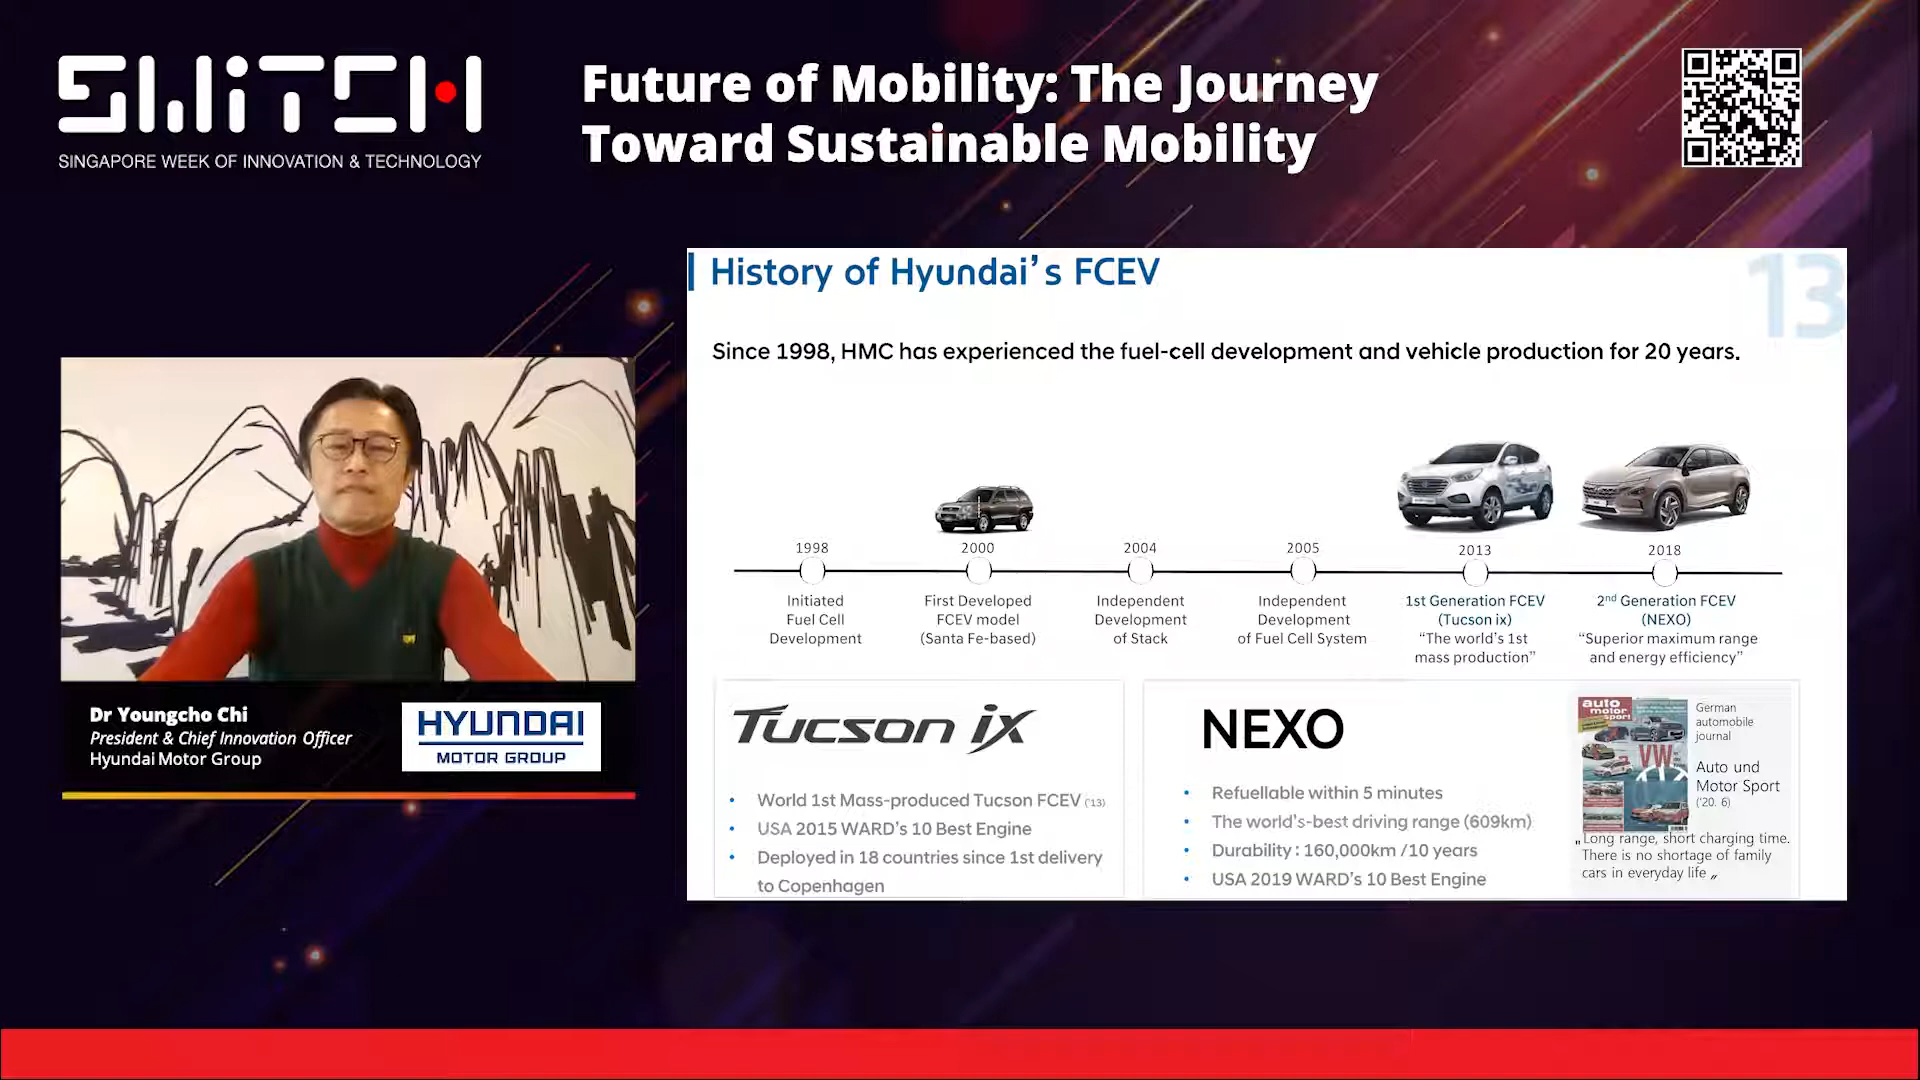 SWiTCH
SINGAPORE WEEK OF INNOVATION & TECHNOLOGY
Future of Mobility: The Journey
Toward Sustainable Mobility
Dr Youngcho Chi
President & Chief Innovation Officer
Hyundai Motor Group
HYUNDAI
MOTOR GROUP
History of Hyundai's FCEV
13
Since 1998, HMC has experienced the fuel-cell development and vehicle production for 20 years.
1998
Initiated
Fuel Cell
Development
2000
First Developed
FCEV model
(Santa Fe-based)
2004
Independent
Development
of Stack
2005
Independent
Development
of Fuel Cell System
2013
1st Generation FCEV
(Tucson ix)
“The world's 1st
mass production”
2018
2nd Generation FCEV
(NEXO)
“Superior maximum range
and energy efficiency”
Tucson ix
• World 1st Mass-produced Tucson FCEV ('13)
• USA 2015 WARD's 10 Best Engine
• Deployed in 18 countries since 1st delivery
to Copenhagen
NEXO
• Refuellable within 5 minutes
• The world's-best driving range (609km)
• Durability : 160,000km /10 years
• USA 2019 WARD's 10 Best Engine
auto
motor
sport
VW
German
automobile
journal
Auto und
Motor Sport
('20. 6)
„Long range, short charging time.
There is no shortage of family
cars in everyday life„